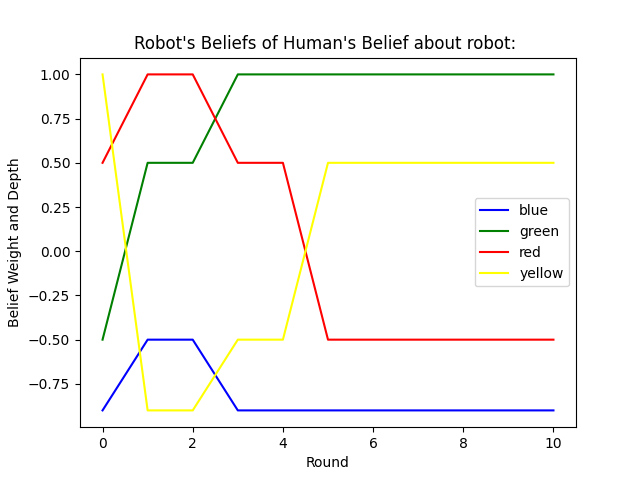 Robot's Beliefs of Human's Belief about robot:
Belief Weight and Depth
1.00
0.75
0.50
0.25
0.00
−0.25
−0.50
−0.75
blue
green
red
yellow
0 2 4 6 8 10
Round